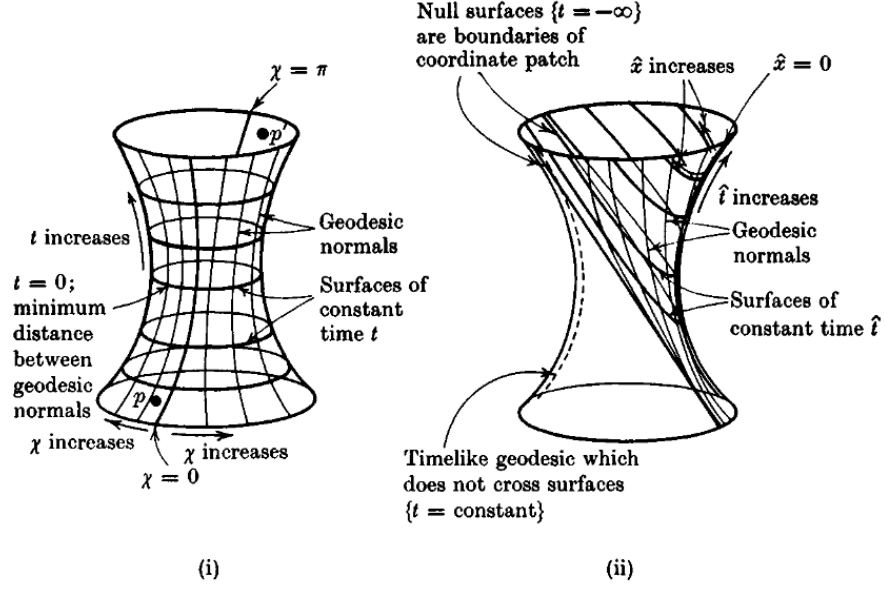 χ = π
p′
t increases
Geodesic
normals
t = 0;
minimum
distance
between
geodesic
normals
Surfaces of
constant
time t
p
χ increases
χ increases
χ = 0
(i)
Null surfaces {t = −∞}
are boundaries of
coordinate patch
x̂ increases
x̂ = 0
t̂ increases
Geodesic
normals
Surfaces of
constant time t̂
Timelike geodesic which
does not cross surfaces
{t = constant}
(ii)